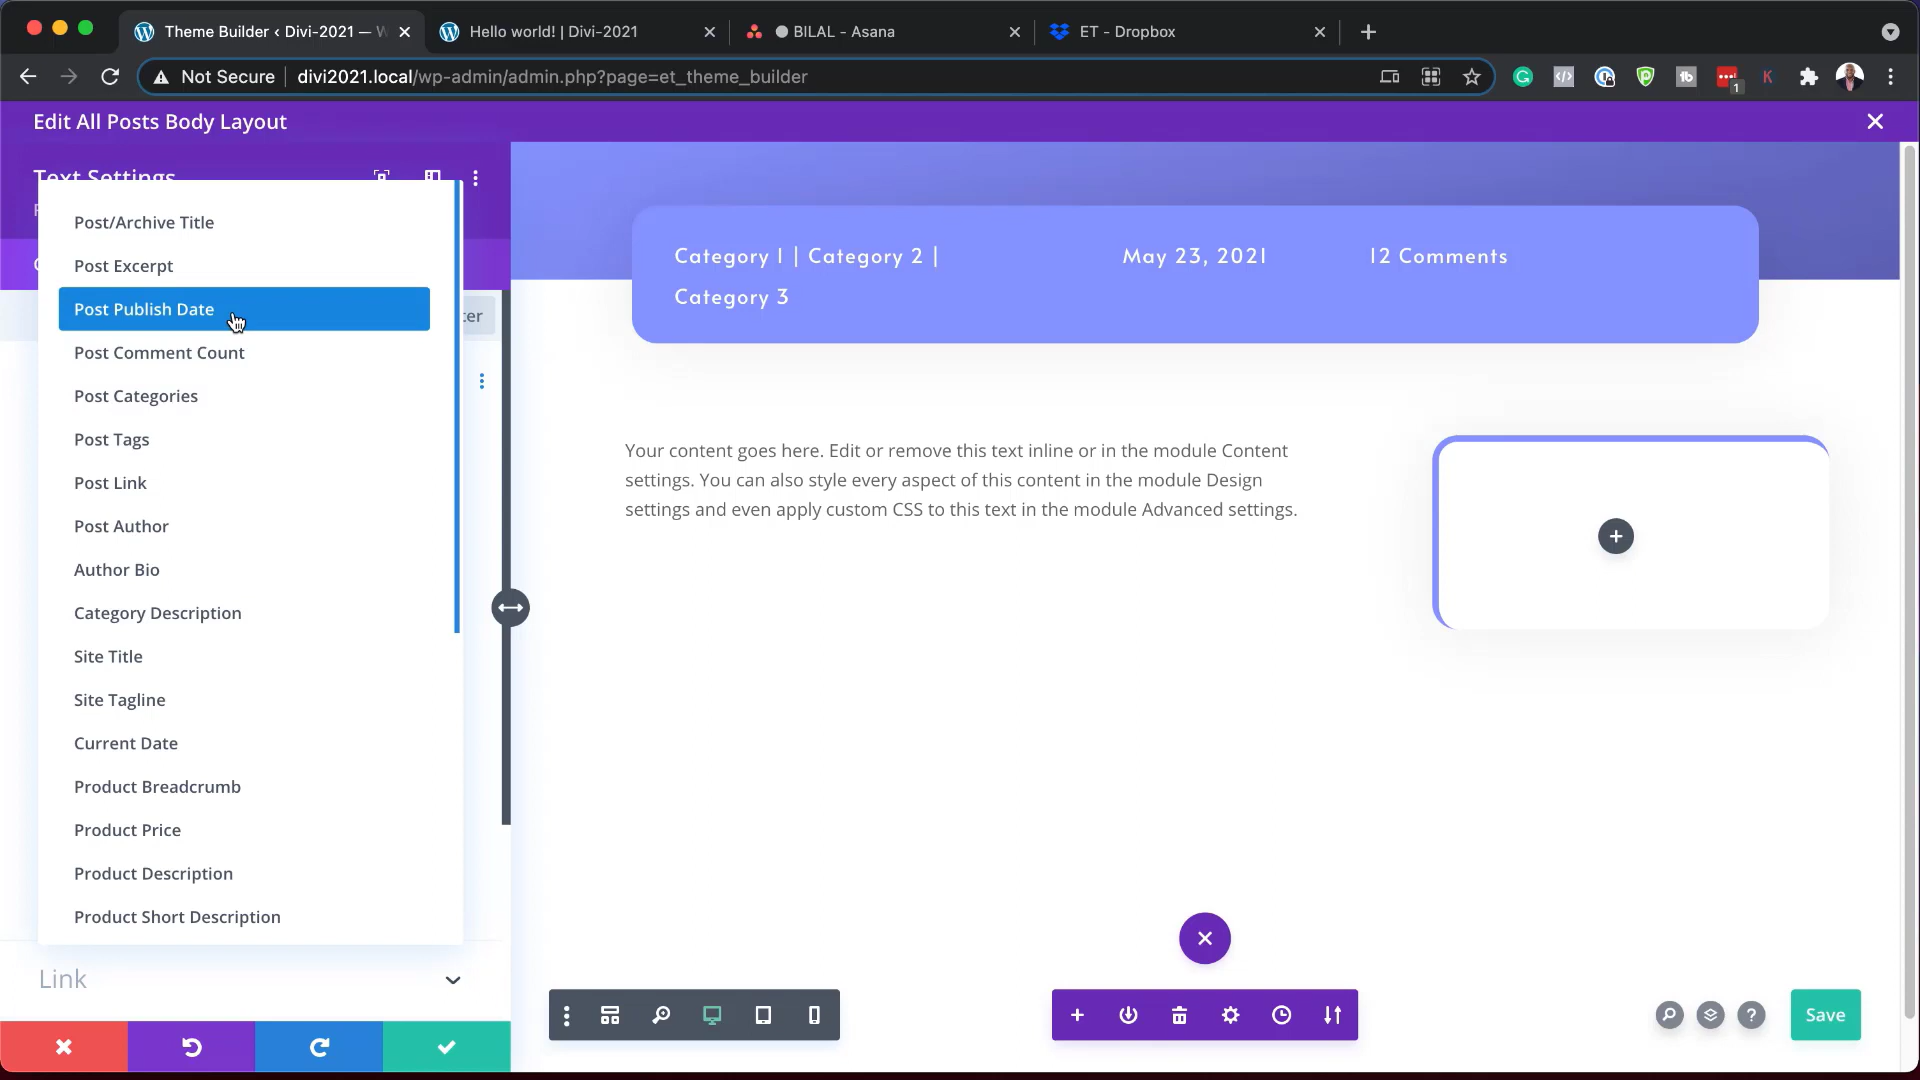 Theme Builder ‹ Divi-2021 — W
Hello world! | Divi-2021
BILAL - Asana
ET - Dropbox
Not Secure
divi2021.local/wp-admin/admin.php?page=et_theme_builder
1
Edit All Posts Body Layout
Text Settings
Post/Archive Title
Post Excerpt
Post Publish Date
Post Comment Count
Post Categories
Post Tags
Post Link
Post Author
Author Bio
Category Description
Site Title
Site Tagline
Current Date
Product Breadcrumb
Product Price
Product Description
Product Short Description
Link
Category 1 | Category 2 |
Category 3
May 23, 2021
12 Comments
Your content goes here. Edit or remove this text inline or in the module Content
settings. You can also style every aspect of this content in the module Design
settings and even apply custom CSS to this text in the module Advanced settings.
?
Save